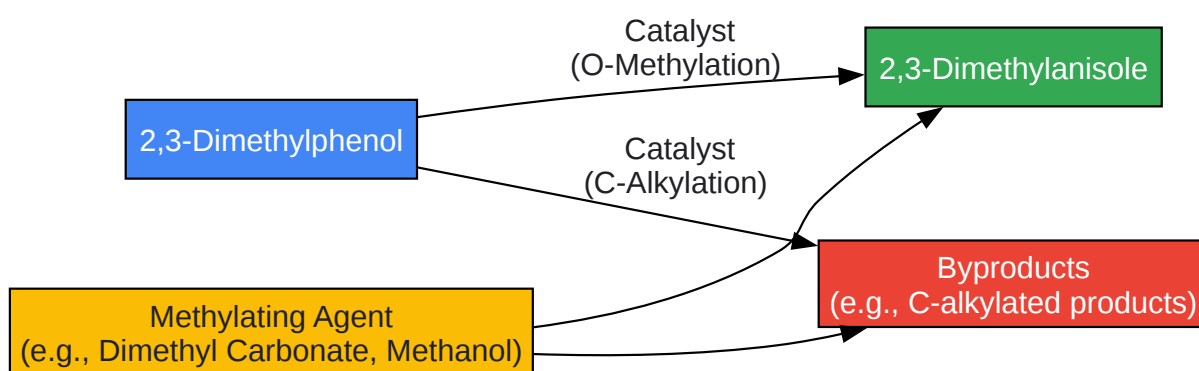 Catalyst
(O-Methylation)
2,3-Dimethylanisole
2,3-Dimethylphenol
Catalyst
(C-Alkylation)
Byproducts
(e.g., C-alkylated products)
Methylating Agent
(e.g., Dimethyl Carbonate, Methanol)